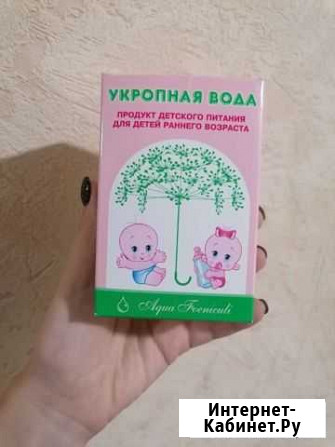 УКРОПНАЯ ВОДА
ПРОДУКТ ДЕТСКОГО ПИТАНИЯ
ДЛЯ ДЕТЕЙ РАННЕГО ВОЗРАСТА
Aqua Foeniculi
Интернет-
Кабинет.Ру